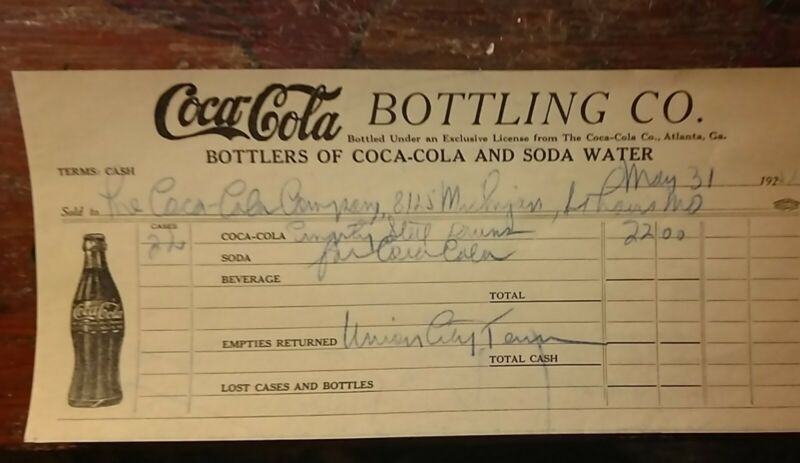 Coca-Cola BOTTLING CO.
Bottled Under an Exclusive License from The Coca-Cola Co., Atlanta, Ga.
BOTTLERS OF COCA-COLA AND SODA WATER
TERMS: CASH
May 31 192
Sold to The Coca-Cola Company, 8125 Michigan, St Louis MO
CASES
22 COCA-COLA Empty Steel Drums 22 00
SODA for Coca Cola
BEVERAGE
TOTAL
EMPTIES RETURNED Union City Tenn
TOTAL CASH
LOST CASES AND BOTTLES
Coca-Cola